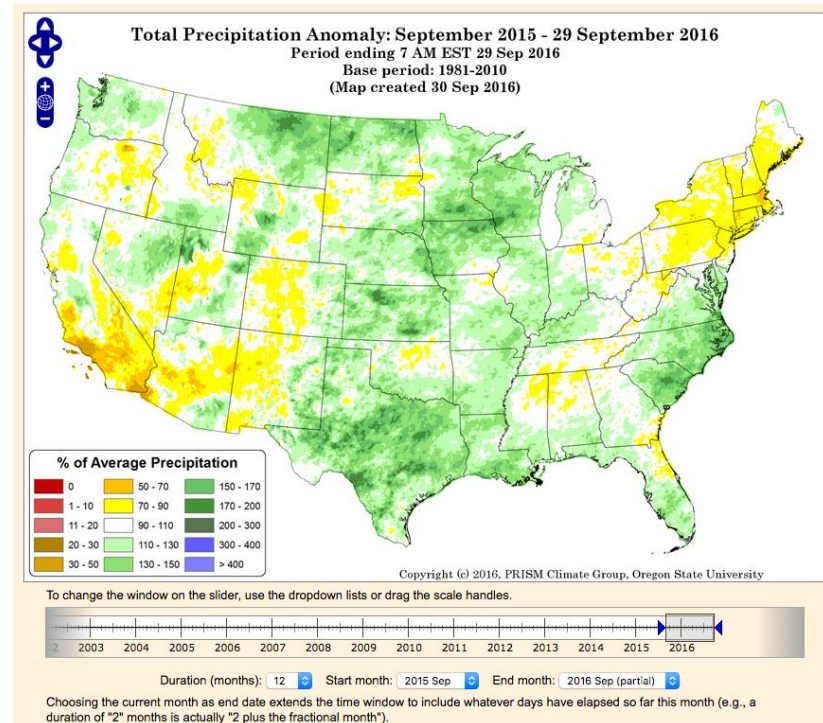 Total Precipitation Anomaly: September 2015 - 29 September 2016
Period ending 7 AM EST 29 Sep 2016
Base period: 1981-2010
(Map created 30 Sep 2016)
% of Average Precipitation
0 50 - 70 150 - 170
1 - 10 70 - 90 170 - 200
11 - 20 90 - 110 200 - 300
20 - 30 110 - 130 300 - 400
30 - 50 130 - 150 > 400
Copyright (c) 2016, PRISM Climate Group, Oregon State University
To change the window on the slider, use the dropdown lists or drag the scale handles.
2 2003 2004 2005 2006 2007 2008 2009 2010 2011 2012 2013 2014 2015 2016
Duration (months): 12 Start month: 2015 Sep End month: 2016 Sep (partial)
Choosing the current month as end date extends the time window to include whatever days have elapsed so far this month (e.g., a
duration of "2" months is actually "2 plus the fractional month").